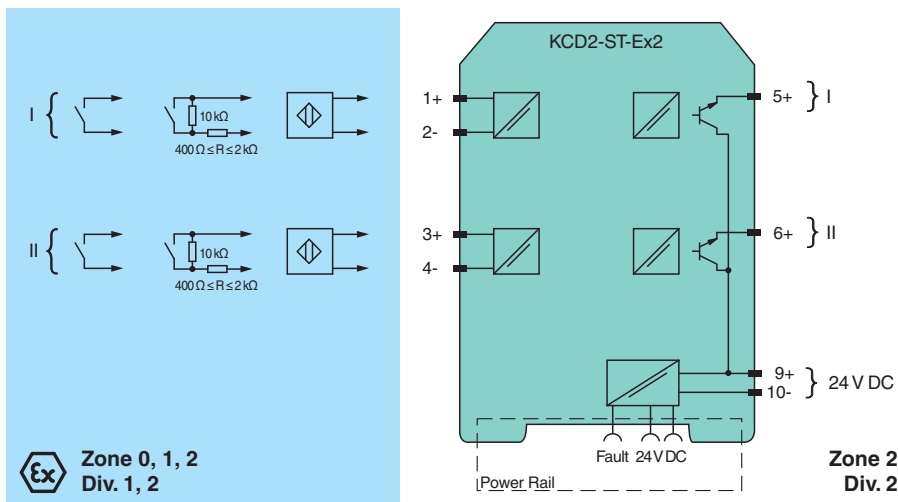 KCD2-ST-Ex2
I
10 kΩ
400 Ω ≤ R ≤ 2 kΩ
1+
2-
5+
I
II
10 kΩ
400 Ω ≤ R ≤ 2 kΩ
3+
4-
6+
II
9+
10-
24 V DC
Fault 24 V DC
Power Rail
Ex
Zone 0, 1, 2
Div. 1, 2
Zone 2
Div. 2